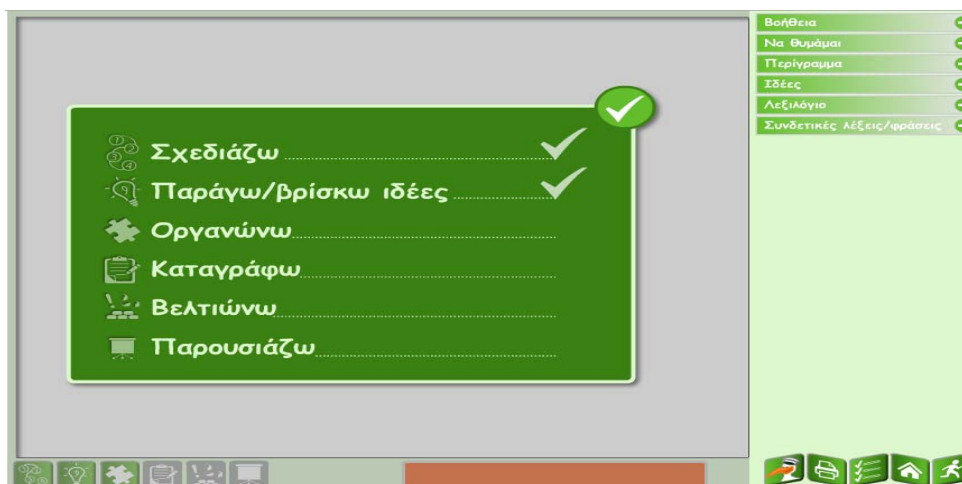 Σχεδιάζω
Παράγω/βρίσκω ιδέες
Οργανώνω
Καταγράφω
Βελτιώνω
Παρουσιάζω
Βοήθεια
Να θυμάμαι
Περίγραμμα
Ιδέες
Λεξιλόγιο
Συνδετικές λέξεις/φράσεις